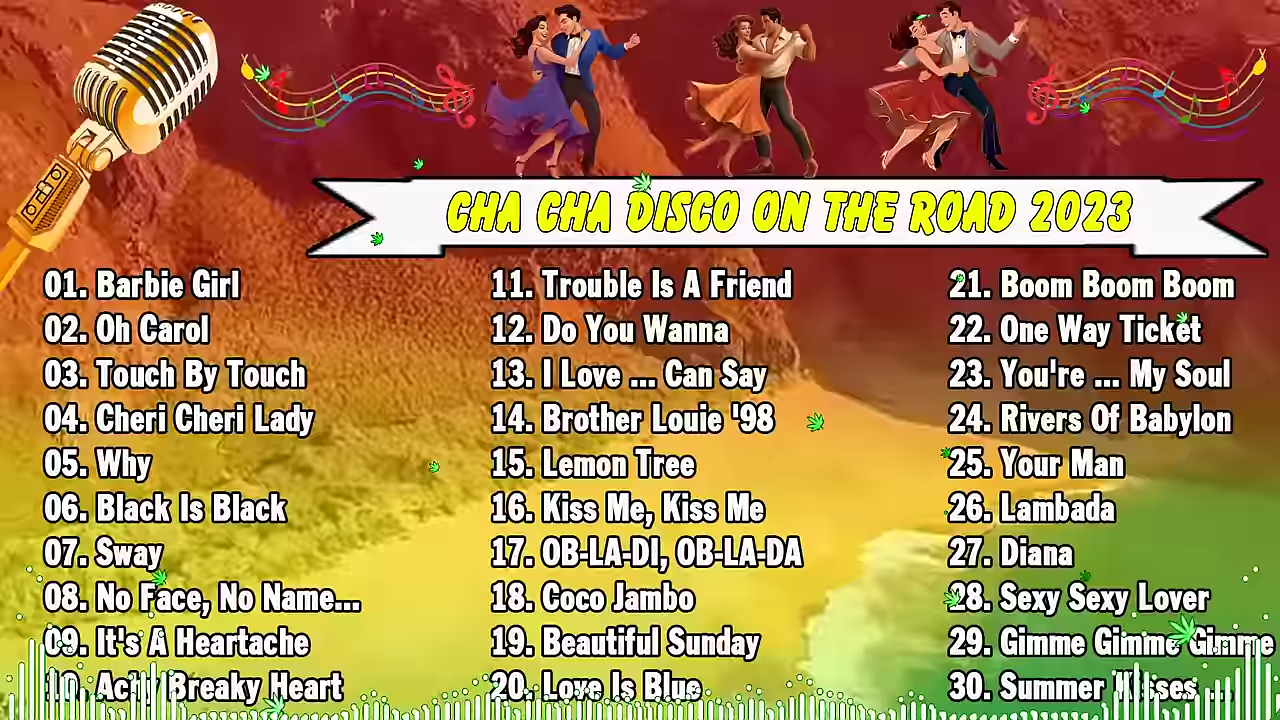 CHA CHA DISCO ON THE ROAD 2023
01. Barbie Girl
02. Oh Carol
03. Touch By Touch
04. Cheri Cheri Lady
05. Why
06. Black Is Black
07. Sway
08. No Face, No Name...
09. It's A Heartache
10. Achy Breaky Heart
11. Trouble Is A Friend
12. Do You Wanna
13. I Love ... Can Say
14. Brother Louie '98
15. Lemon Tree
16. Kiss Me, Kiss Me
17. OB-LA-DI, OB-LA-DA
18. Coco Jambo
19. Beautiful Sunday
20. Love Is Blue
21. Boom Boom Boom
22. One Way Ticket
23. You're ... My Soul
24. Rivers Of Babylon
25. Your Man
26. Lambada
27. Diana
28. Sexy Sexy Lover
29. Gimme Gimme Gimme
30. Summer Kisses ...